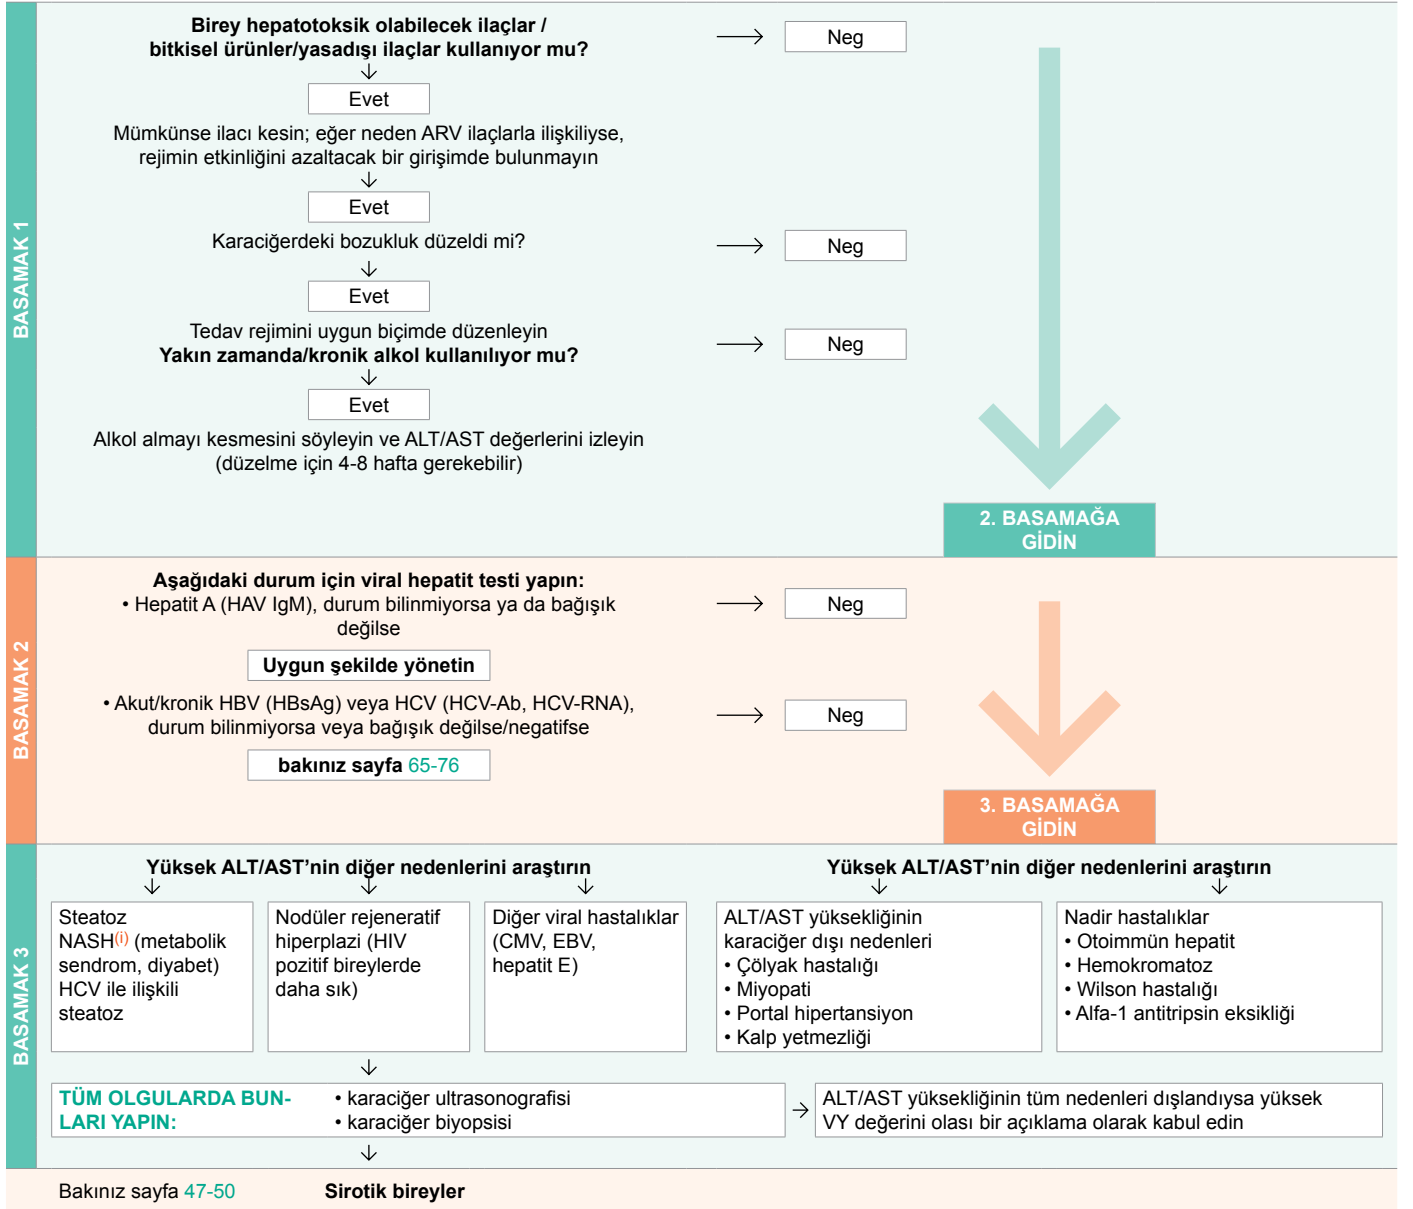 BASAMAK 1
Birey hepatotoksik olabilecek ilaçlar /
bitkisel ürünler/yasadışı ilaçlar kullanıyor mu?
Neg
Evet
Mümkünse ilacı kesin; eğer neden ARV ilaçlarla ilişkiliyse,
rejimin etkinliğini azaltacak bir girişimde bulunmayın
Evet
Karaciğerdeki bozukluk düzeldi mi?
Neg
Evet
Tedav rejimini uygun biçimde düzenleyin
Yakın zamanda/kronik alkol kullanılıyor mu?
Neg
Evet
Alkol almayı kesmesini söyleyin ve ALT/AST değerlerini izleyin
(düzelme için 4-8 hafta gerekebilir)
2. BASAMAĞA
GİDİN
BASAMAK 2
Aşağıdaki durum için viral hepatit testi yapın:
• Hepatit A (HAV IgM), durum bilinmiyorsa ya da bağışık
değilse
Neg
Uygun şekilde yönetin
• Akut/kronik HBV (HBsAg) veya HCV (HCV-Ab, HCV-RNA),
durum bilinmiyorsa veya bağışık değilse/negatifse
Neg
bakınız sayfa 65-76
3. BASAMAĞA
GİDİN
BASAMAK 3
Yüksek ALT/AST’nin diğer nedenlerini araştırın
Steatoz
NASH(i) (metabolik
sendrom, diyabet)
HCV ile ilişkili
steatoz
Nodüler rejeneratif
hiperplazi (HIV
pozitif bireylerde
daha sık)
Diğer viral hastalıklar
(CMV, EBV,
hepatit E)
Yüksek ALT/AST’nin diğer nedenlerini araştırın
ALT/AST yüksekliğinin
karaciğer dışı nedenleri
• Çölyak hastalığı
• Miyopati
• Portal hipertansiyon
• Kalp yetmezliği
Nadir hastalıklar
• Otoimmün hepatit
• Hemokromatoz
• Wilson hastalığı
• Alfa-1 antitripsin eksikliği
TÜM OLGULARDA BUN-
LARI YAPIN:
• karaciğer ultrasonografisi
• karaciğer biyopsisi
ALT/AST yüksekliğinin tüm nedenleri dışlandıysa yüksek
VY değerini olası bir açıklama olarak kabul edin
Bakınız sayfa 47-50
Sirotik bireyler